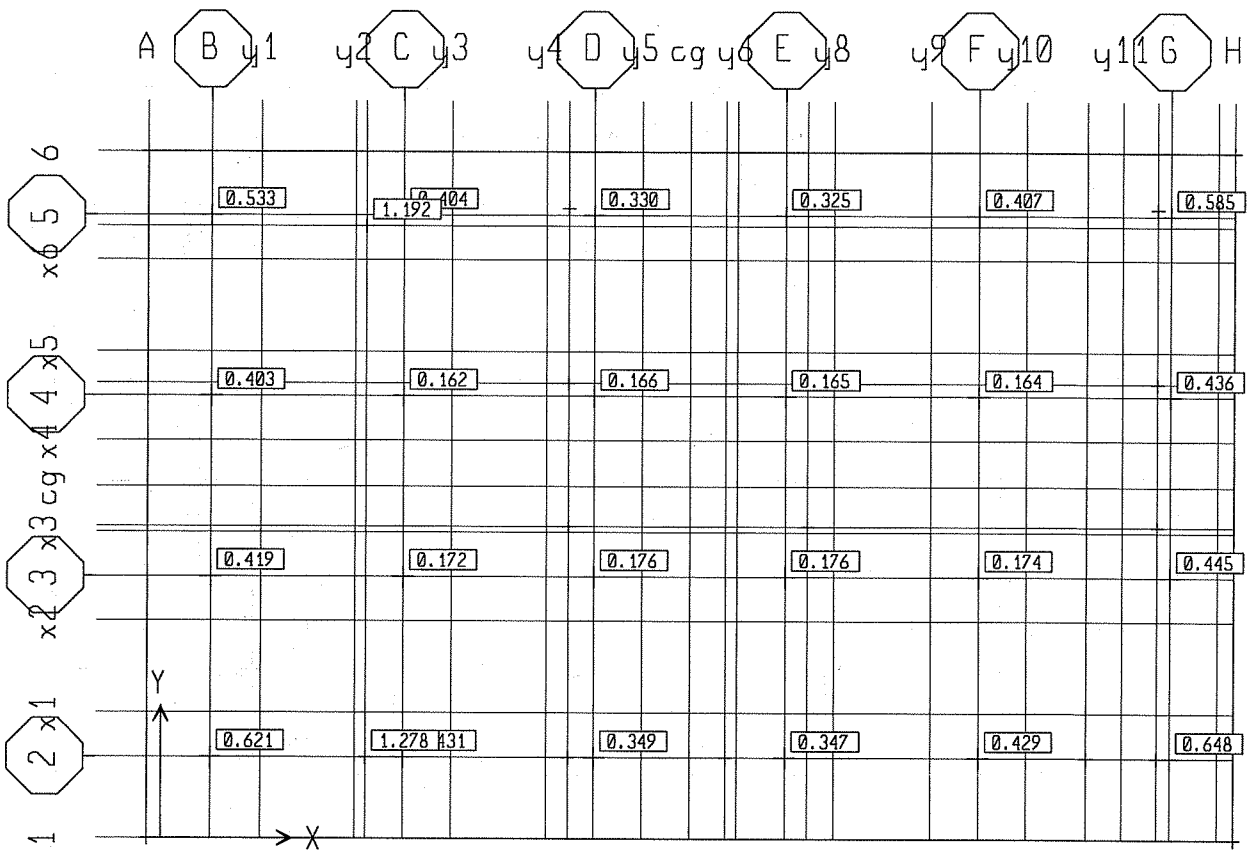 A B y1 y2 C y3 y4 D y5 cg y6 E y8 y9 F y10 y11 G H
6
0.533 0.404 0.330 0.325 0.407 0.585
5 1.192
x6
x5
0.403 0.162 0.166 0.165 0.164 0.436
4
x4
cg
x3
0.419 0.172 0.176 0.176 0.174 0.445
3
x2
Y
x1
0.621 1.278 431 0.349 0.347 0.429 0.648
2
1 X